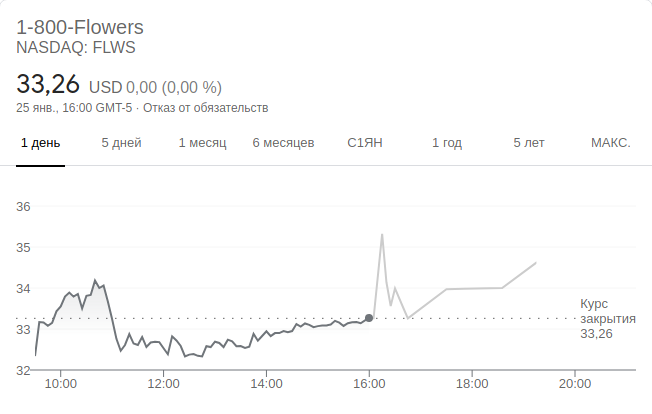 1-800-Flowers
NASDAQ: FLWS
33,26 USD 0,00 (0,00 %)
25 янв., 16:00 GMT-5 · Отказ от обязательств
1 день 5 дней 1 месяц 6 месяцев С1ЯН 1 год 5 лет МАКС.
36
35
34
Курс
закрытия
33,26
33
32
10:00 12:00 14:00 16:00 18:00 20:00